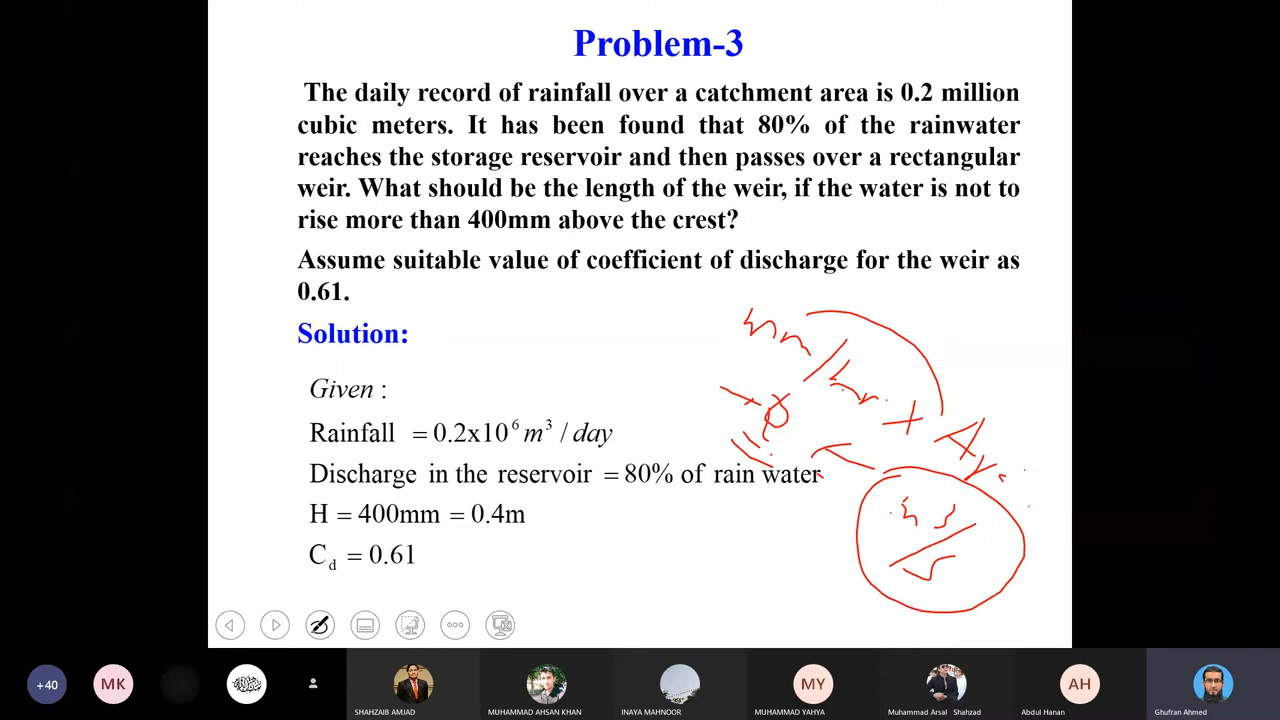 Problem-3
The daily record of rainfall over a catchment area is 0.2 million
cubic meters. It has been found that 80% of the rainwater
reaches the storage reservoir and then passes over a rectangular
weir. What should be the length of the weir, if the water is not to
rise more than 400mm above the crest?
Assume suitable value of coefficient of discharge for the weir as
0.61.
Solution:
Given :
Rainfall = 0.2x10⁶ m³ / day
Discharge in the reservoir = 80% of rain water
H = 400mm = 0.4m
C_d = 0.61
mm/hr. + A
m3/s
+40
MK
MY
AH
SHAHZAIB AMJAD
MUHAMMAD AHSAN KHAN
INAYA MAHNOOR
MUHAMMAD YAHYA
Muhammad Arsal Shahzad
Abdul Hanan
Ghufran Ahmed